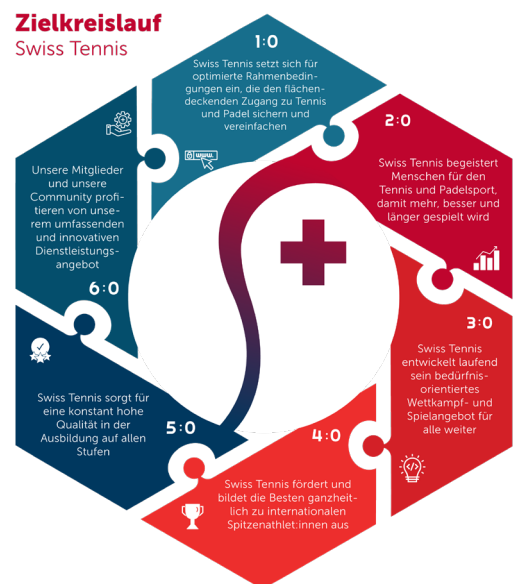 Zielkreislauf
Swiss Tennis
1:0
Swiss Tennis setzt sich für
optimierte Rahmenbedin-
gungen ein, die den flächen-
deckenden Zugang zu Tennis
und Padel sichern und
vereinfachen
www.
2:0
Swiss Tennis begeistert
Menschen für den
Tennis und Padelsport,
damit mehr, besser und
länger gespielt wird
3:0
Swiss Tennis
entwickelt laufend
sein bedürfnis-
orientiertes
Wettkampf- und
Spielangebot für
alle weiter
4:0
Swiss Tennis fördert und
bildet die Besten ganzheit-
lich zu internationalen
Spitzenathlet:innen aus
5:0
Swiss Tennis sorgt für
eine konstant hohe
Qualität in der
Ausbildung auf allen
Stufen
6:0
Unsere Mitglieder
und unsere
Community profi-
tieren von unse-
rem umfassenden
und innovativen
Dienstleistungs-
angebot